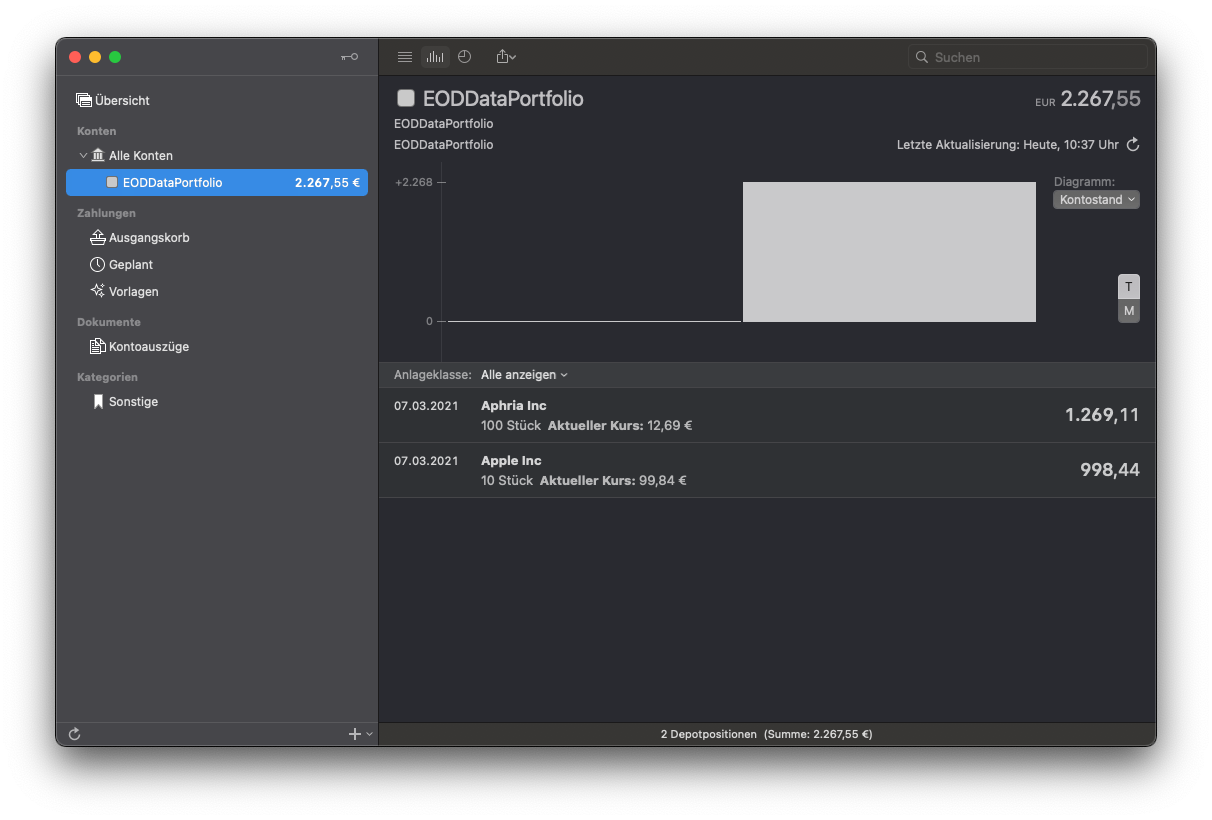 Übersicht
Konten
Alle Konten
EODDataPortfolio 2.267,55 €
Zahlungen
Ausgangskorb
Geplant
Vorlagen
Dokumente
Kontoauszüge
Kategorien
Sonstige
Suchen
EODDataPortfolio EUR 2.267,55
EODDataPortfolio
EODDataPortfolio Letzte Aktualisierung: Heute, 10:37 Uhr
+2.268
0
Diagramm:
Kontostand
T
M
Anlageklasse: Alle anzeigen
07.03.2021 Aphria Inc 1.269,11
100 Stück Aktueller Kurs: 12,69 €
07.03.2021 Apple Inc 998,44
10 Stück Aktueller Kurs: 99,84 €
2 Depotpositionen (Summe: 2.267,55 €)